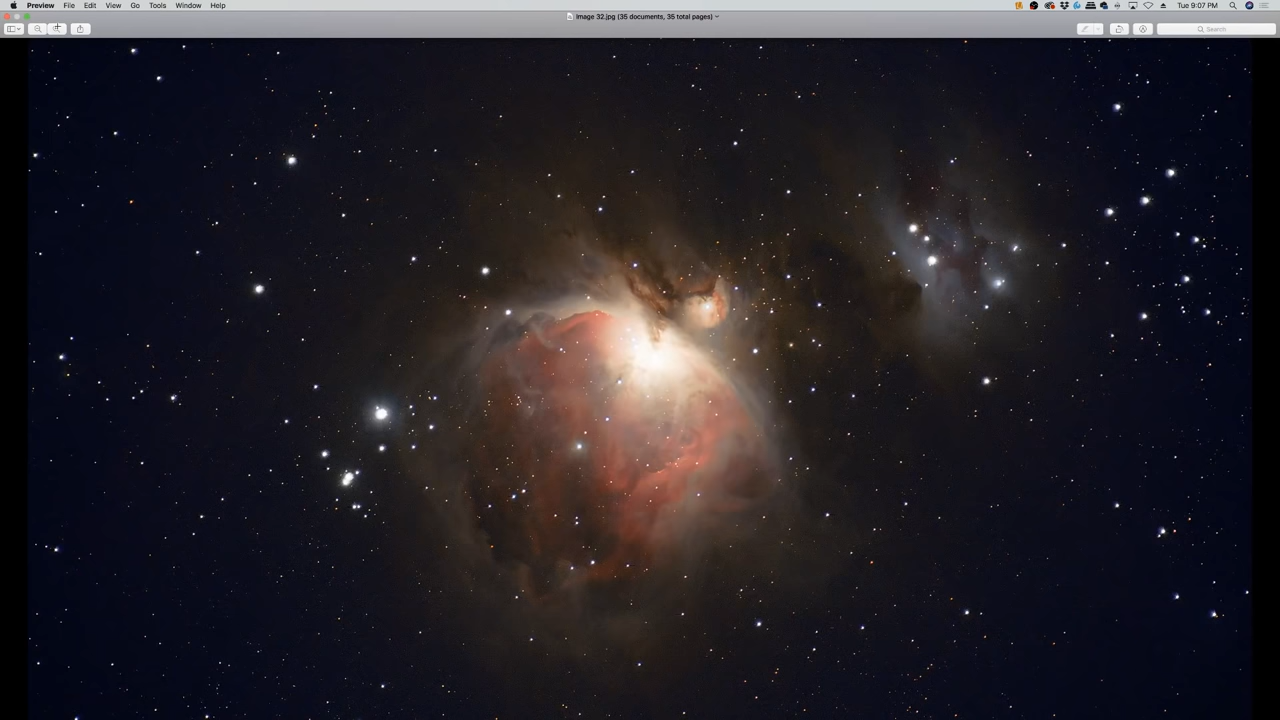 Preview File Edit View Go Tools Window Help Tue 9:07 PM
Image 32.jpg (35 documents, 35 total pages)
Search